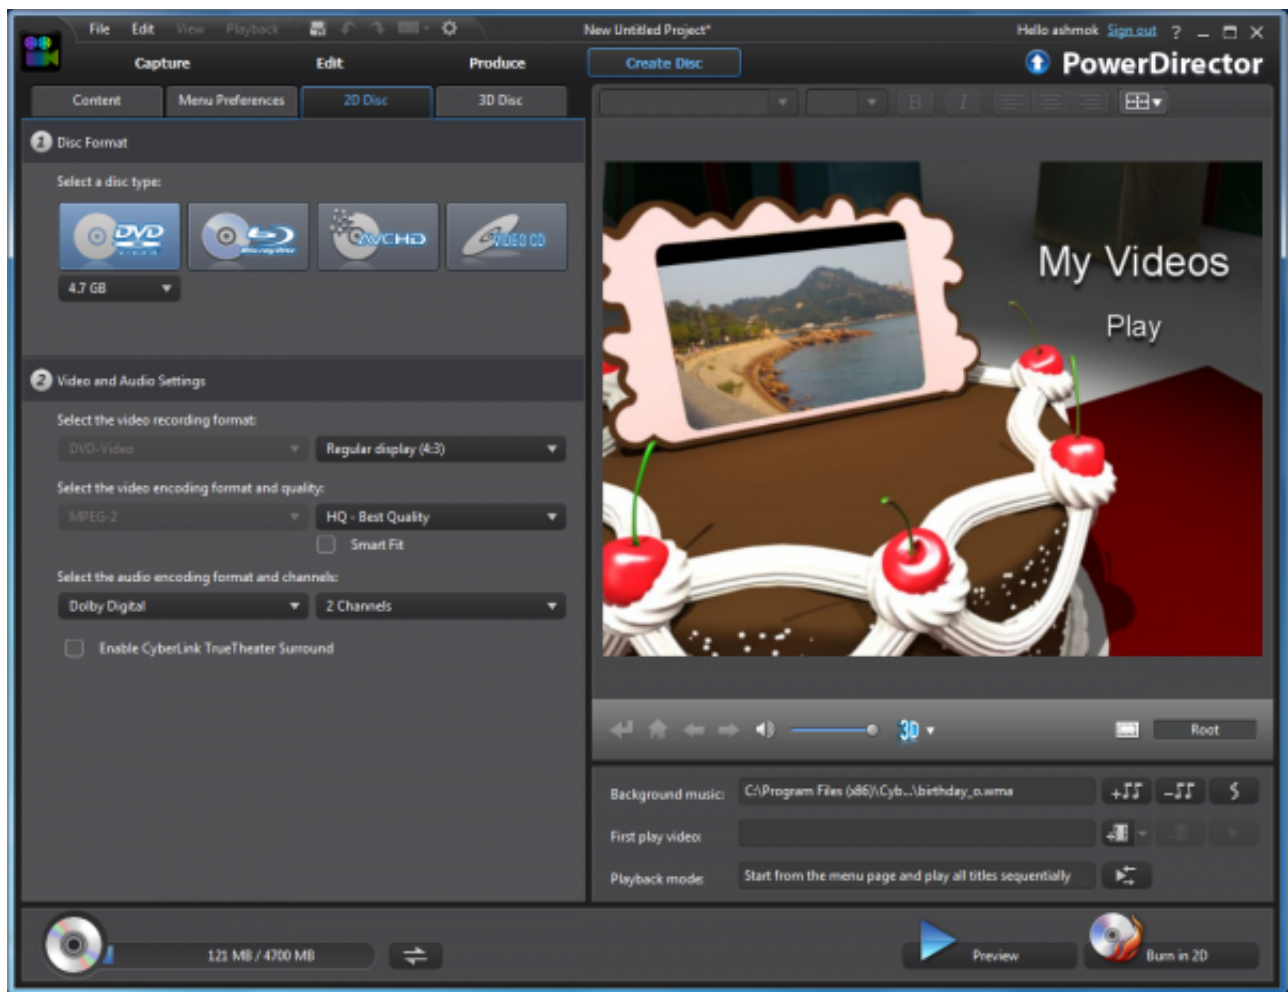 File Edit View Playback New Untitled Project* Hello ashmok Sign out ?
Capture Edit Produce Create Disc PowerDirector
Content Menu Preferences 2D Disc 3D Disc B I
1 Disc Format
Select a disc type:
DVD VIDEO Blu-ray Disc AVCHD VIDEO CD
4.7 GB
2 Video and Audio Settings
Select the video recording format:
DVD-Video Regular display (4:3)
Select the video encoding format and quality:
MPEG-2 HQ - Best Quality
Smart Fit
Select the audio encoding format and channels:
Dolby Digital 2 Channels
Enable CyberLink TrueTheater Surround
My Videos
Play
3D Root
Background music: C:\Program Files (x86)\Cyb...\birthday_o.wma
First play video:
Playback mode: Start from the menu page and play all titles sequentially
121 MB / 4700 MB Preview Burn in 2D